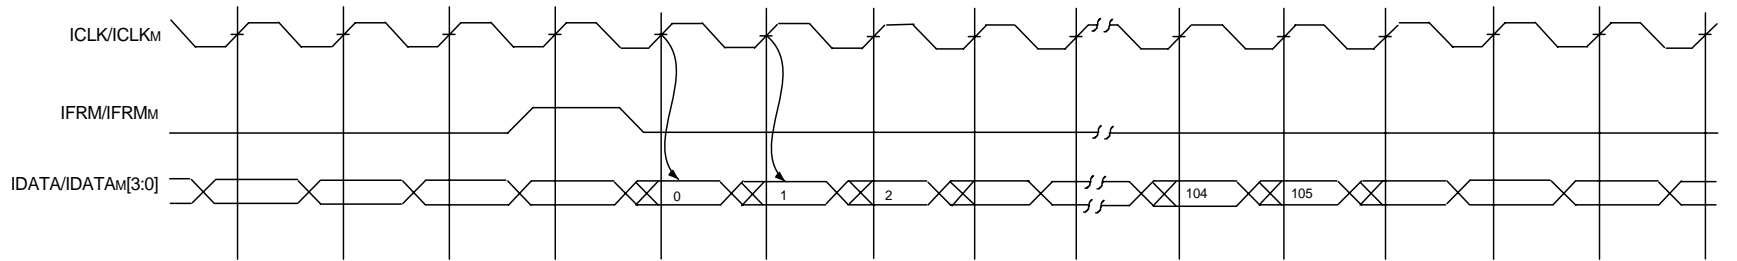 ICLK/ICLKM
IFRM/IFRMM
IDATA/IDATAM[3:0]
0 1 2 104 105